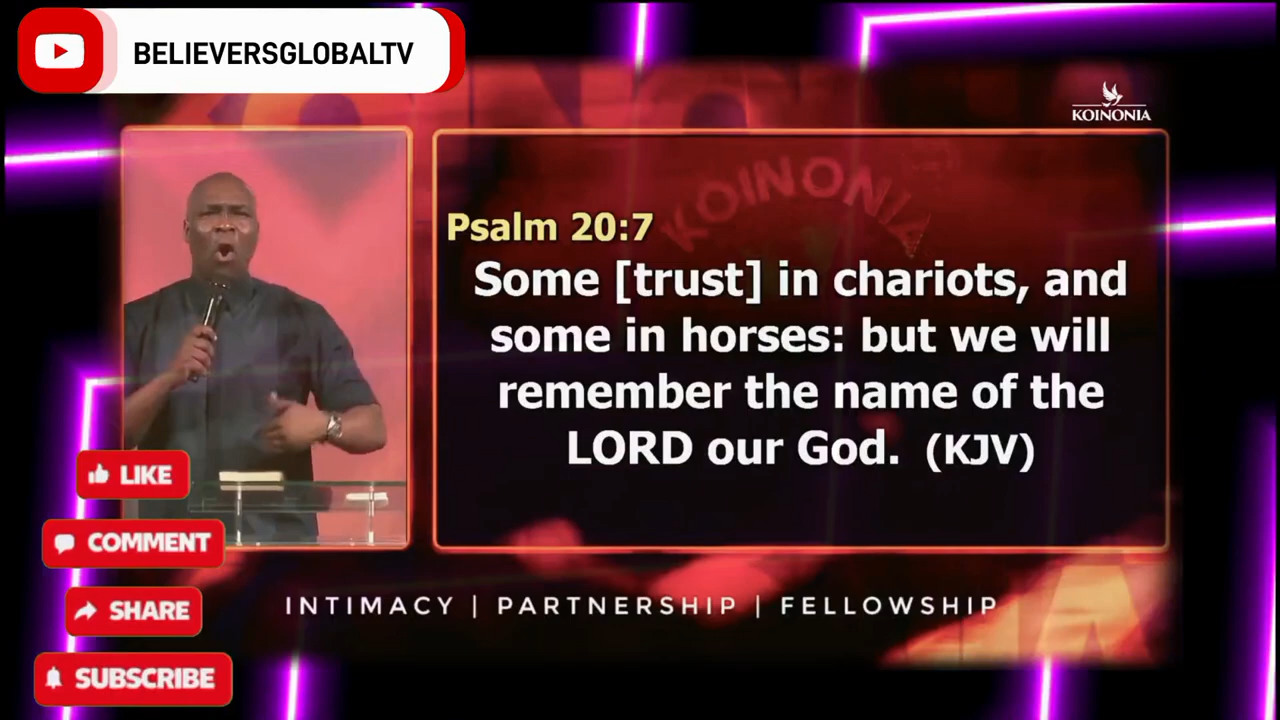 BELIEVERSGLOBALTV
KOINONIA
KOINONIA
Psalm 20:7
Some [trust] in chariots, and
some in horses: but we will
remember the name of the
LORD our God. (KJV)
LIKE
COMMENT
SHARE
SUBSCRIBE
INTIMACY | PARTNERSHIP | FELLOWSHIP